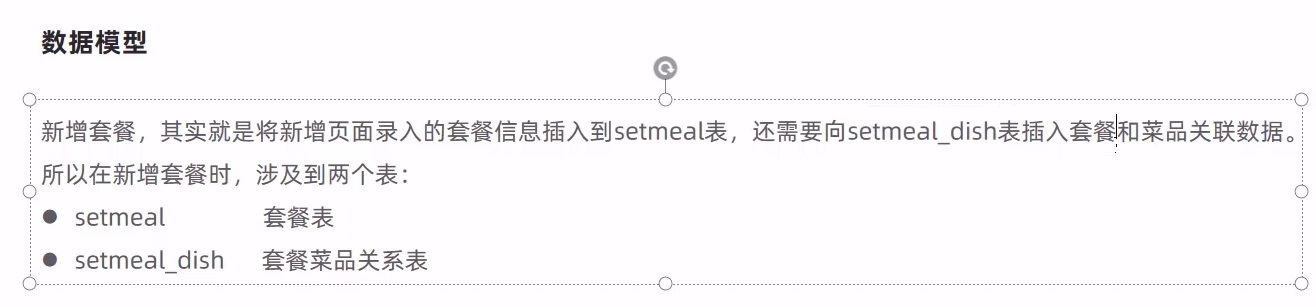 数据模型
新增套餐，其实就是将新增页面录入的套餐信息插入到setmeal表，还需要向setmeal_dish表插入套餐和菜品关联数据。
所以在新增套餐时，涉及到两个表：
● setmeal 套餐表
● setmeal_dish 套餐菜品关系表